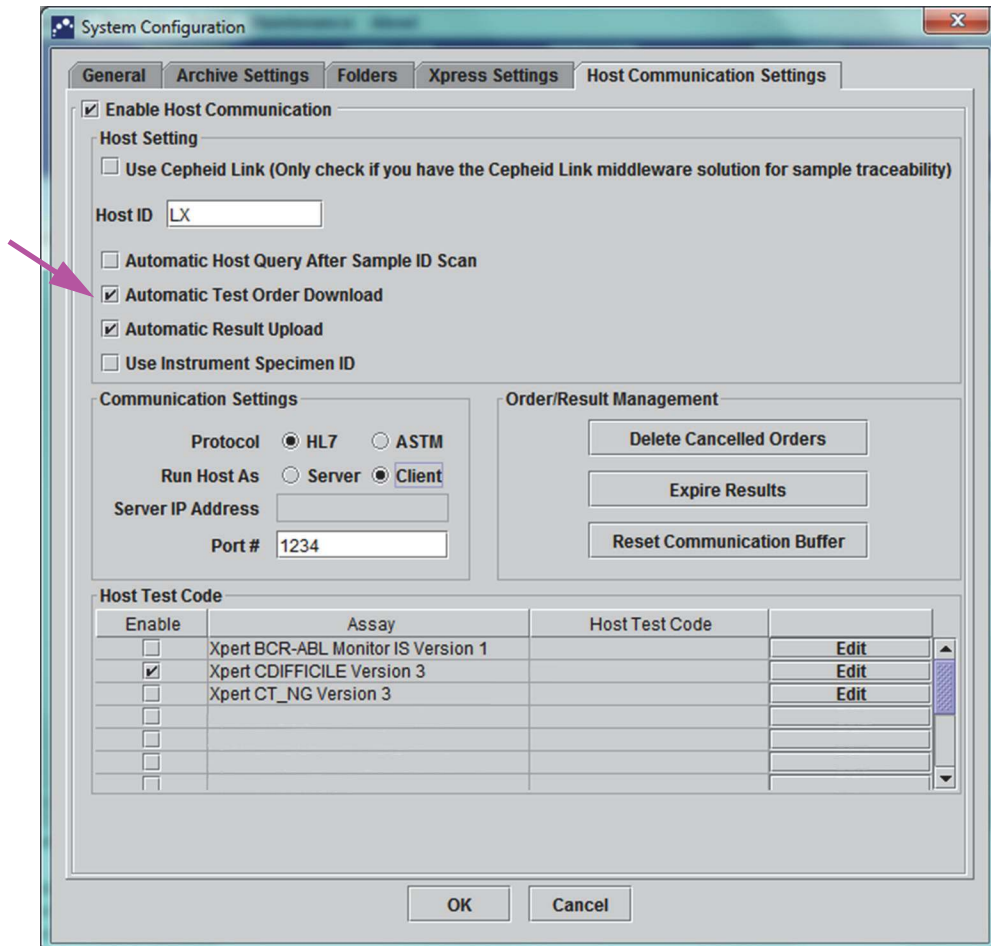 System Configuration
General Archive Settings Folders Xpress Settings Host Communication Settings
Enable Host Communication
Host Setting
Use Cepheid Link (Only check if you have the Cepheid Link middleware solution for sample traceability)
Host ID LX
Automatic Host Query After Sample ID Scan
Automatic Test Order Download
Automatic Result Upload
Use Instrument Specimen ID
Communication Settings
Protocol HL7 ASTM
Run Host As Server Client
Server IP Address
Port # 1234
Order/Result Management
Delete Cancelled Orders
Expire Results
Reset Communication Buffer
Host Test Code
Enable Assay Host Test Code
Xpert BCR-ABL Monitor IS Version 1 Edit
Xpert CDIFFICILE Version 3 Edit
Xpert CT_NG Version 3 Edit
OK Cancel